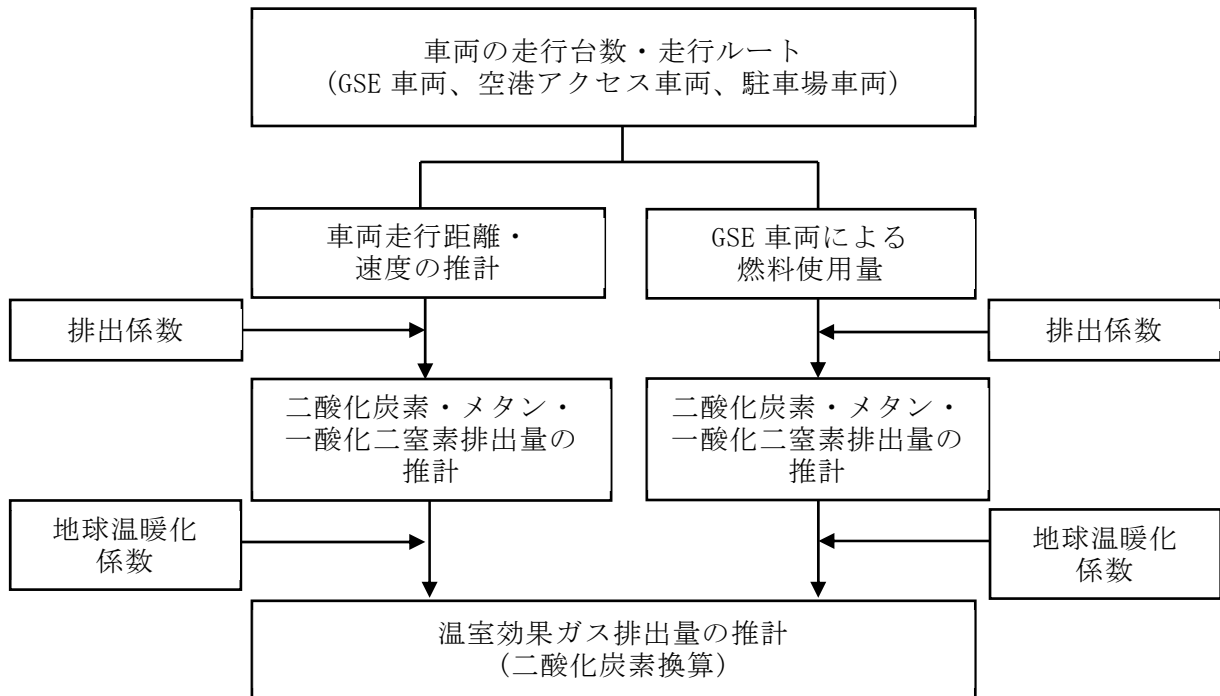 車両の走行台数・走行ルート
(GSE 車両、空港アクセス車両、駐車場車両)
車両走行距離・
速度の推計
GSE 車両による
燃料使用量
排出係数
排出係数
二酸化炭素・メタン・
一酸化二窒素排出量の
推計
二酸化炭素・メタン・
一酸化二窒素排出量の
推計
地球温暖化
係数
地球温暖化
係数
温室効果ガス排出量の推計
(二酸化炭素換算)